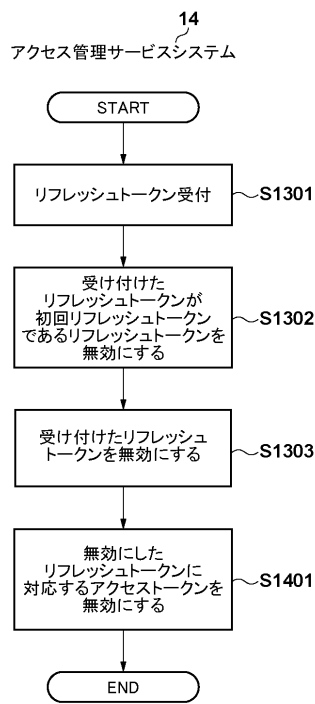 14
アクセス管理サービスシステム
START
リフレッシュトークン受付
S1301
受け付けた
リフレッシュトークンが
初回リフレッシュトークン
であるリフレッシュトークンを
無効にする
S1302
受け付けたリフレッシュ
トークンを無効にする
S1303
無効にした
リフレッシュトークンに
対応するアクセストークンを
無効にする
S1401
END